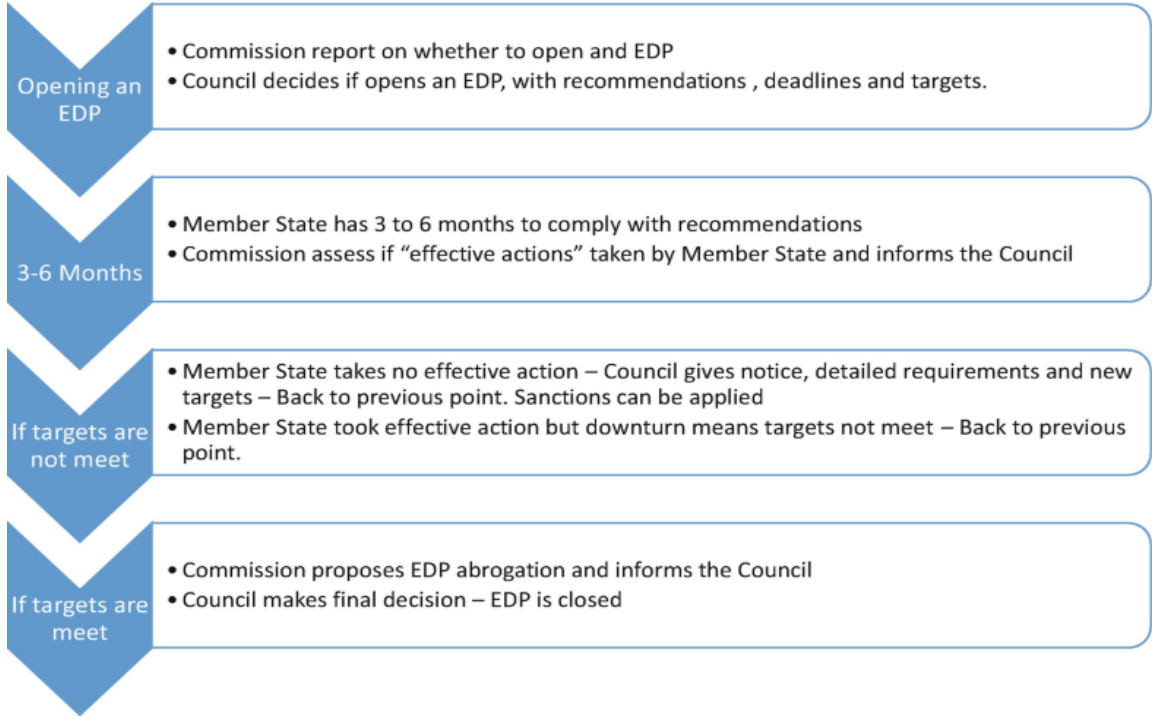 Opening an
EDP
• Commission report on whether to open and EDP
• Council decides if opens an EDP, with recommendations , deadlines and targets.
3-6 Months
• Member State has 3 to 6 months to comply with recommendations
• Commission assess if “effective actions” taken by Member State and informs the Council
If targets are
not meet
• Member State takes no effective action – Council gives notice, detailed requirements and new
targets – Back to previous point. Sanctions can be applied
• Member State took effective action but downturn means targets not meet – Back to previous
point.
If targets are
meet
• Commission proposes EDP abrogation and informs the Council
• Council makes final decision – EDP is closed